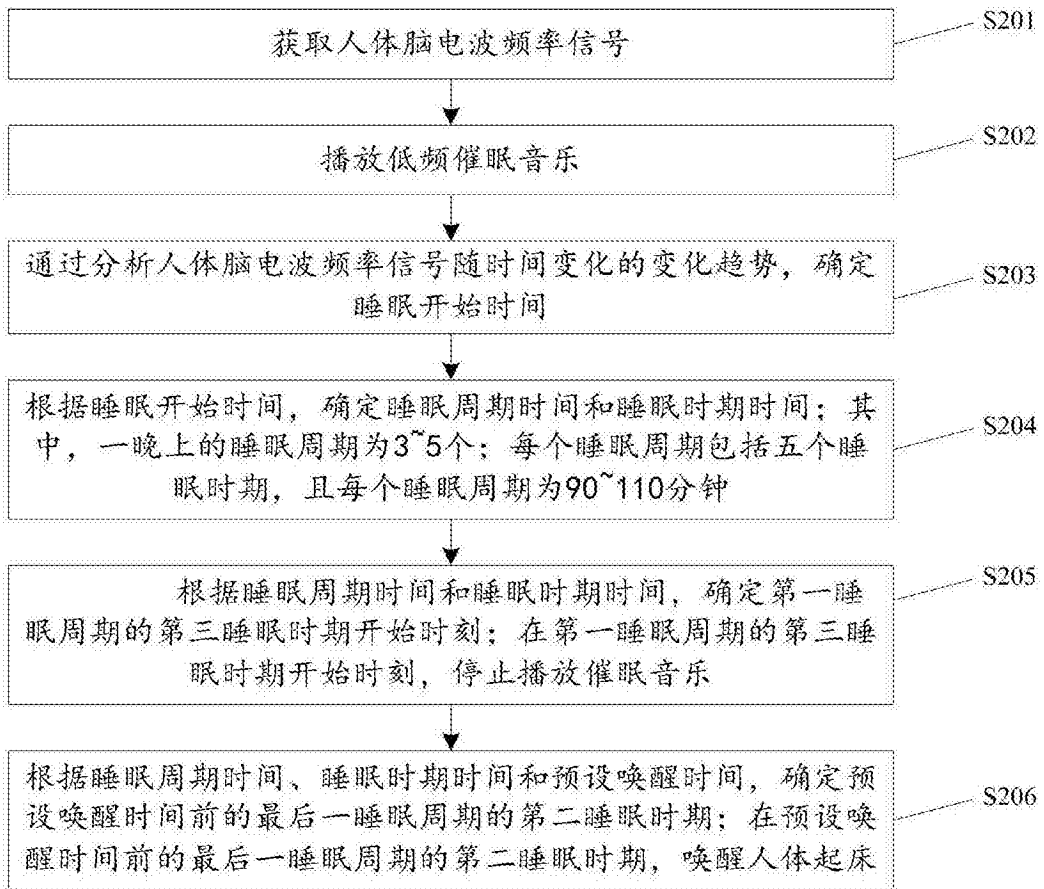 获取人体脑电波频率信号
S201
播放低频催眠音乐
S202
通过分析人体脑电波频率信号随时间变化的变化趋势，确定
睡眠开始时间
S203
根据睡眠开始时间，确定睡眠周期时间和睡眠时期时间；其
中，一晚上的睡眠周期为3~5个；每个睡眠周期包括五个睡
眠时期，且每个睡眠周期为90~110分钟
S204
根据睡眠周期时间和睡眠时期时间，确定第一睡
眠周期的第三睡眠时期开始时刻；在第一睡眠周期的第三睡
眠时期开始时刻，停止播放催眠音乐
S205
根据睡眠周期时间、睡眠时期时间和预设唤醒时间，确定预
设唤醒时间前的最后一睡眠周期的第二睡眠时期；在预设唤
醒时间前的最后一睡眠周期的第二睡眠时期，唤醒人体起床
S206